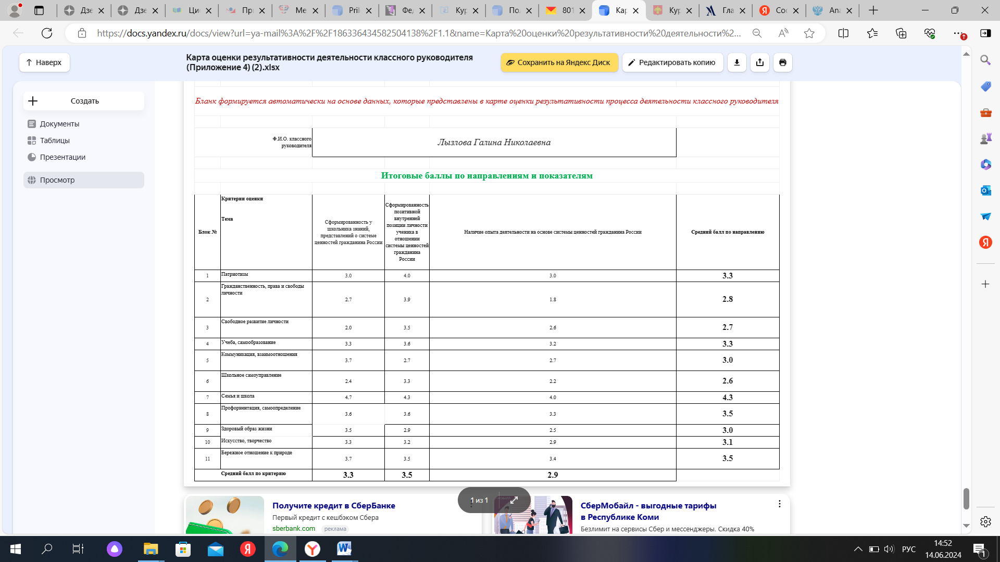 Дзе
Дзе
Ци
При
Ме
Prik
Фед
Кур
Пол
801
Кар
Кур
Гла
Соо
Ana
https://docs.yandex.ru/docs/view?url=ya-mail%3A%2F%2F186336434582504138%2F1.1&name=Карта%20оценки%20результативности%20деятельности%2...
Наверх
Карта оценки результативности деятельности классного руководителя
(Приложение 4) (2).xlsx
Сохранить на Яндекс Диск
Редактировать копию
Создать
Документы
Таблицы
Презентации
Просмотр
Бланк формируется автоматически на основе данных, которые представлены в карте оценки результативности процесса деятельности классного руководителя
Ф.И.О. классного
руководителя
Лызлова Галина Николаевна
Итоговые баллы по направлениям и показателям
Блок №
Критерии оценки
Тема
Сформированность у
школьника знаний,
представлений о системе
ценностей гражданина России
Сформированность
позитивной
внутренней
позиции личности
ученика в
отношении
системы ценностей
гражданина
России
Наличие опыта деятельности на основе системы ценностей гражданина России
Средний балл по направлению
1 Патриотизм 3.0 4.0 3.0 3.3
2 Гражданственность, права и свободы
личности 2.7 3.9 1.8 2.8
3 Свободное развитие личности 2.0 3.5 2.6 2.7
4 Учеба, самообразование 3.3 3.6 3.2 3.3
5 Коммуникация, взаимоотношения 3.7 2.7 2.7 3.0
6 Школьное самоуправление 2.4 3.3 2.2 2.6
7 Семья и школа 4.7 4.3 4.0 4.3
8 Профориентация, самоопределение 3.6 3.6 3.3 3.5
9 Здоровый образ жизни 3.5 2.9 2.5 3.0
10 Искусство, творчество 3.3 3.2 2.9 3.1
11 Бережное отношение к природе 3.7 3.5 3.4 3.5
Средний балл по критерию 3.3 3.5 2.9
1 из 1
Получите кредит в СберБанке
Первый кредит с кешбэком Сбера
sberbank.com реклама
СберМобайл - выгодные тарифы
в Республике Коми
Безлимит на сервисы Сбер и мессенджеры. Скидка 40%
РУС
14:52
14.06.2024
1